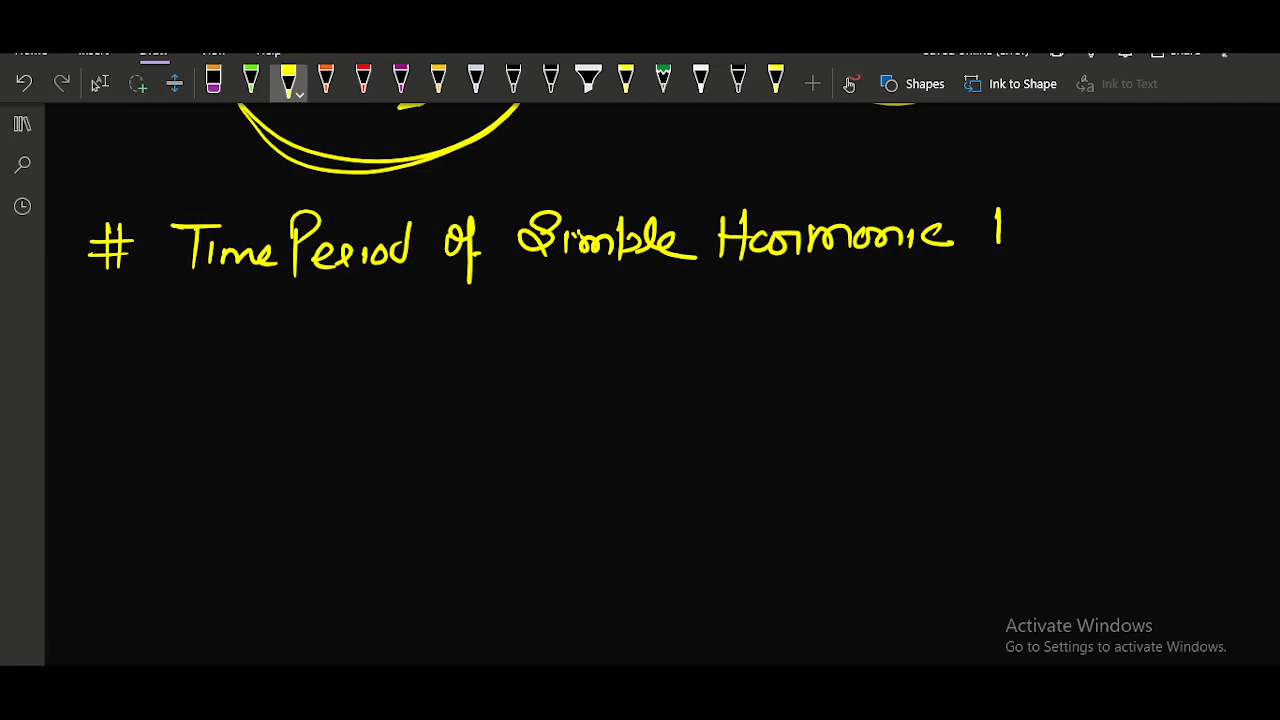 Shapes Ink to Shape Ink to Text
# Time Period of Simble Harmonic
Activate Windows
Go to Settings to activate Windows.